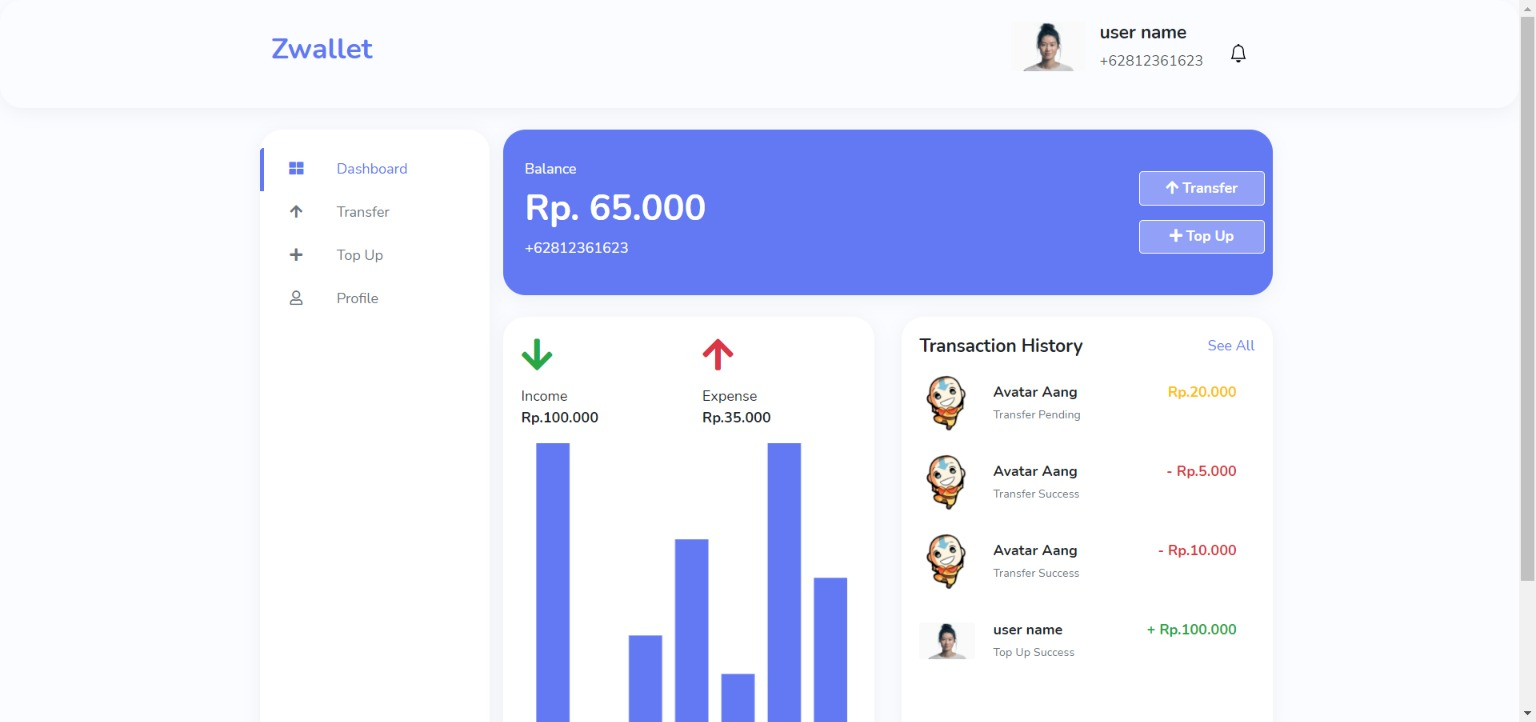 Zwallet
user name
+62812361623
Dashboard
Transfer
Top Up
Profile
Balance
Rp. 65.000
+62812361623
Transfer
Top Up
Income
Rp.100.000
Expense
Rp.35.000
Transaction History
See All
Avatar Aang
Rp.20.000
Transfer Pending
Avatar Aang
- Rp.5.000
Transfer Success
Avatar Aang
- Rp.10.000
Transfer Success
user name
+ Rp.100.000
Top Up Success